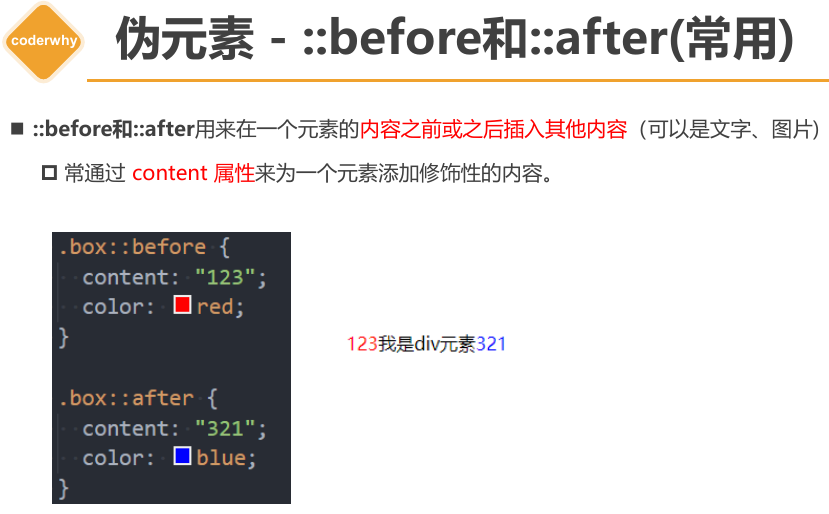 coderwhy
伪元素 - ::before和::after(常用)
::before和::after用来在一个元素的内容之前或之后插入其他内容（可以是文字、图片)
常通过 content 属性来为一个元素添加修饰性的内容。
.box::before {
content: "123";
color: red;
}
123我是div元素321
.box::after {
content: "321";
color: blue;
}